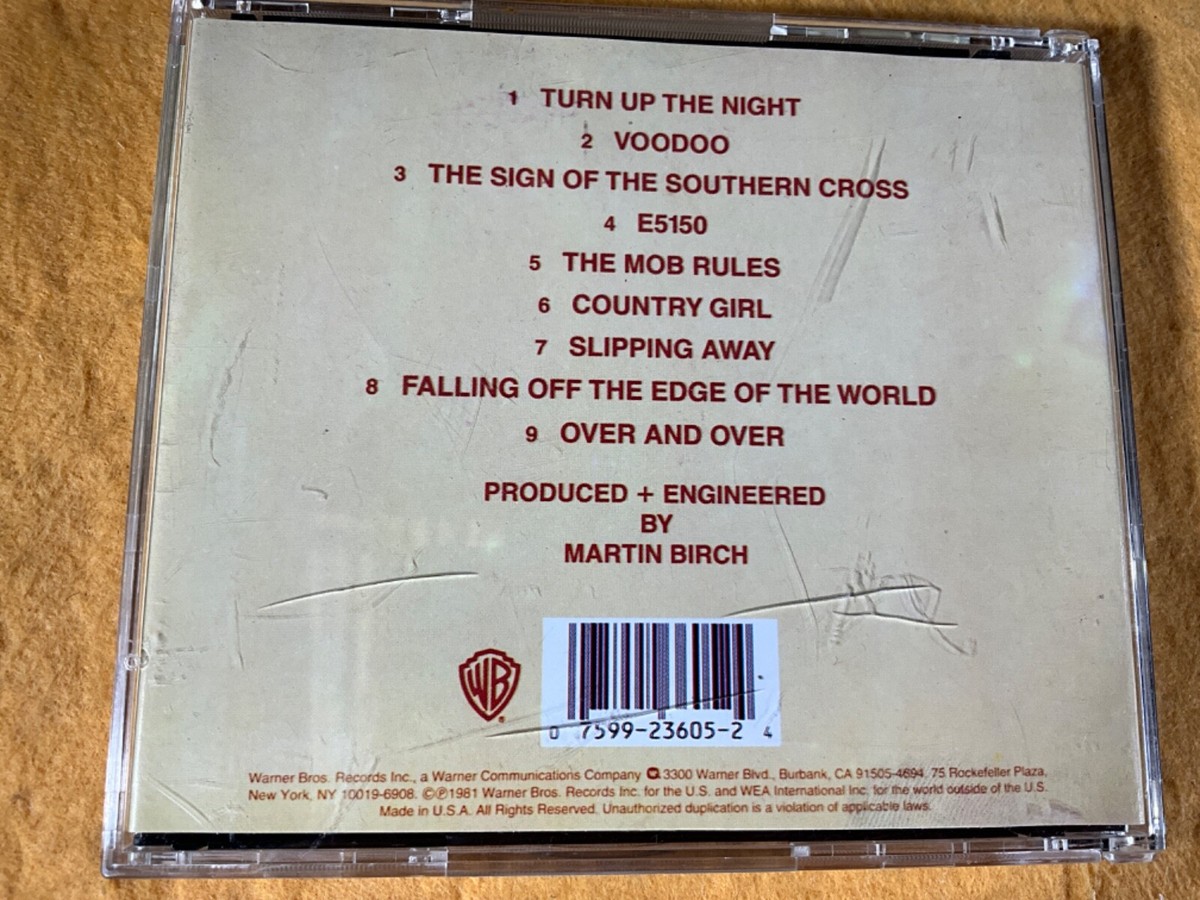 1 TURN UP THE NIGHT
2 VOODOO
3 THE SIGN OF THE SOUTHERN CROSS
4 E5150
5 THE MOB RULES
6 COUNTRY GIRL
7 SLIPPING AWAY
8 FALLING OFF THE EDGE OF THE WORLD
9 OVER AND OVER
PRODUCED + ENGINEERED
BY
MARTIN BIRCH
WB ®
0 7599-23605-2 4
Warner Bros. Records Inc., a Warner Communications Company 3300 Warner Blvd., Burbank, CA 91505-4694, 75 Rockefeller Plaza,
New York, NY 10019-6908. ©℗1981 Warner Bros. Records Inc. for the U.S. and WEA International Inc. for the world outside of the U.S.
Made in U.S.A. All Rights Reserved. Unauthorized duplication is a violation of applicable laws.